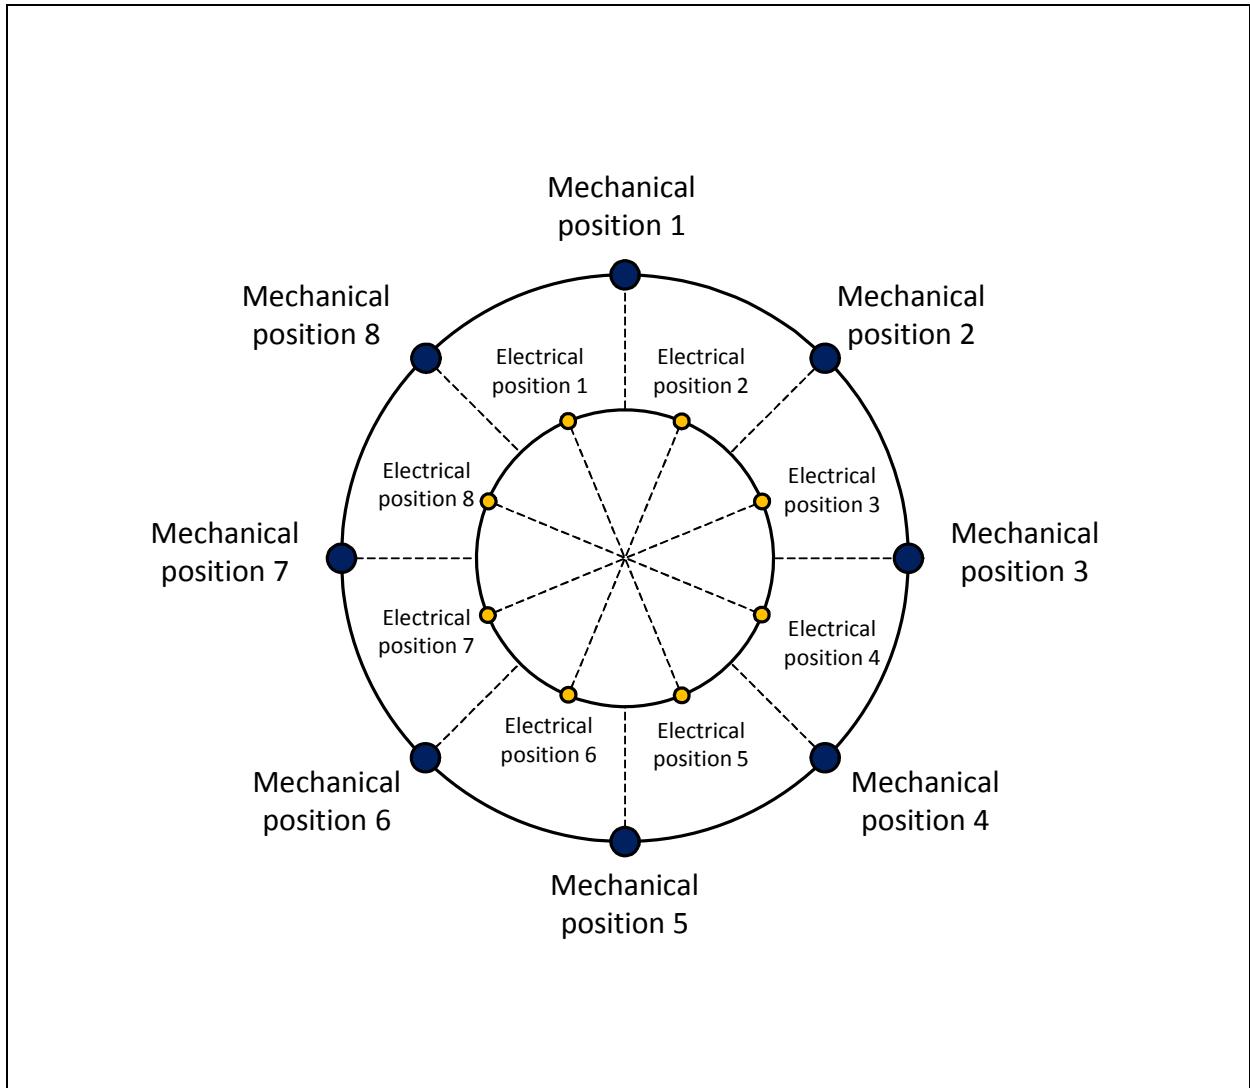 Mechanical
position 1
Mechanical
position 8
Mechanical
position 2
Electrical
position 1
Electrical
position 2
Electrical
position 8
Electrical
position 3
Mechanical
position 7
Mechanical
position 3
Electrical
position 7
Electrical
position 4
Electrical
position 6
Electrical
position 5
Mechanical
position 6
Mechanical
position 4
Mechanical
position 5